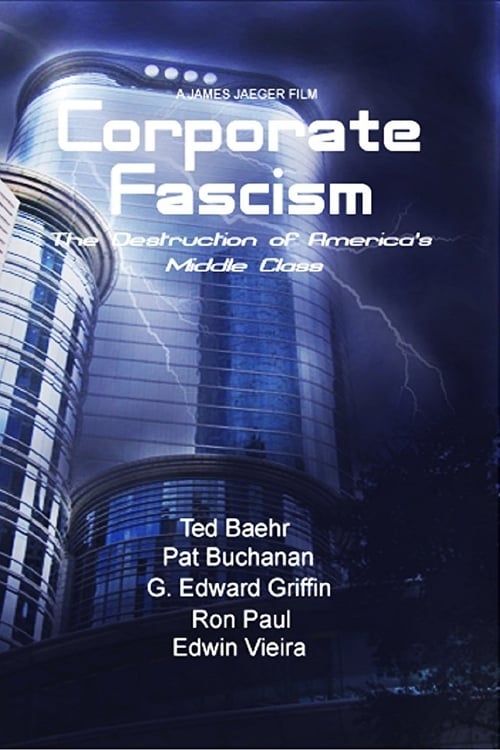 A JAMES JAEGER FILM
Corporate
Fascism
The Destruction of America's
Middle Class
Ted Baehr
Pat Buchanan
G. Edward Griffin
Ron Paul
Edwin Vieira